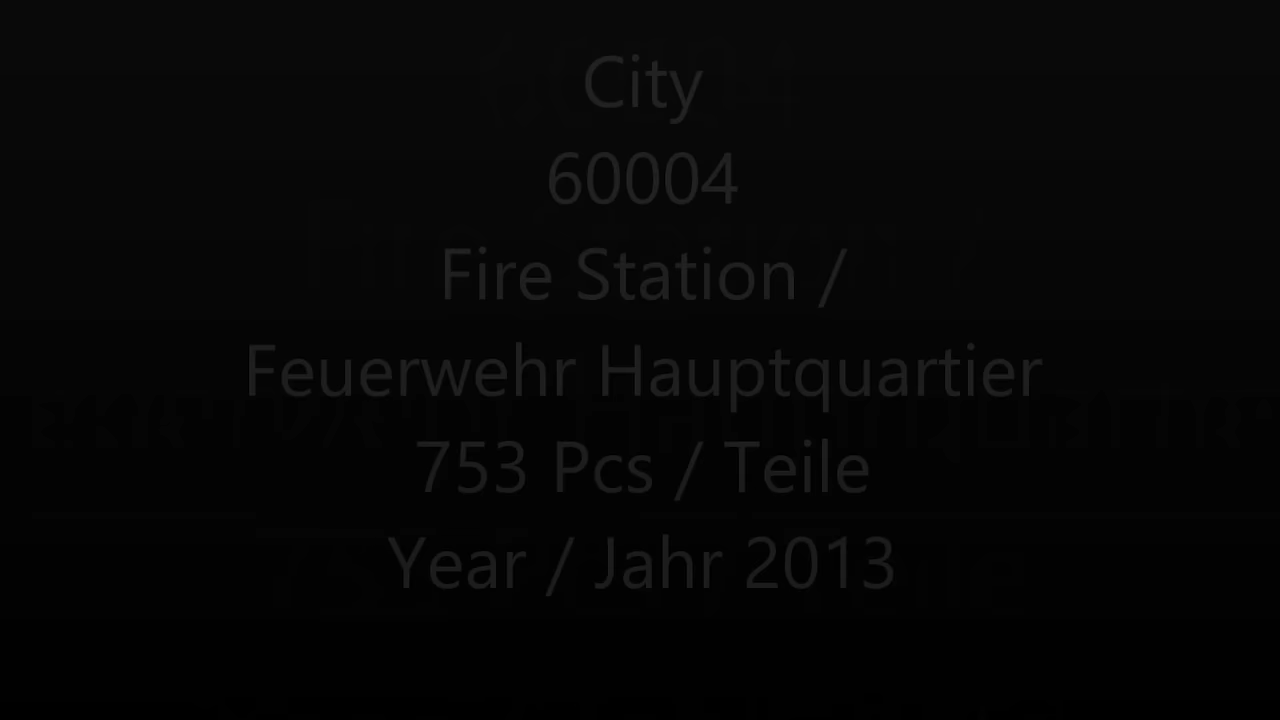 City
60004
Fire Station /
Feuerwehr Hauptquartier
753 Pcs / Teile
Year / Jahr 2013